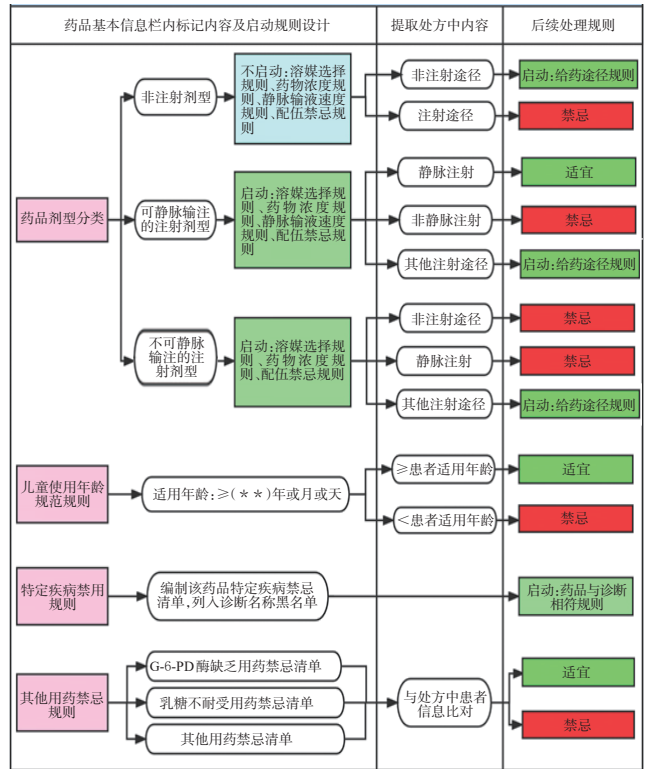 药品基本信息栏内标记内容及启动规则设计
提取处方中内容
后续处理规则
药品剂型分类
非注射剂型
不启动:溶媒选择
规则、药物浓度规
则、静脉输液速度
规则、配伍禁忌
规则
非注射途径
启动:给药途径规则
注射途径
禁忌
可静脉输注
的注射剂型
启动:溶媒选择规
则、药物浓度规
则、静脉输液速度
规则、配伍禁忌规
则
静脉注射
适宜
非静脉注射
禁忌
其他注射途径
启动:给药途径规则
不可静脉
输注的注
射剂型
启动:溶媒选择规
则、药物浓度规
则、配伍禁忌规则
非注射途径
禁忌
静脉注射
禁忌
其他注射途径
启动:给药途径规则
儿童使用年龄
规范规则
适用年龄:≥(**)年或月或天
≥患者适用年龄
适宜
<患者适用年龄
禁忌
特定疾病禁用
规则
编制该药品特定疾病禁忌
清单,列入诊断名称黑名单
启动:药品与诊断
相符规则
其他用药禁忌
规则
G-6-PD酶缺乏用药禁忌清单
乳糖不耐受用药禁忌清单
其他用药禁忌清单
与处方中患者
信息比对
适宜
禁忌